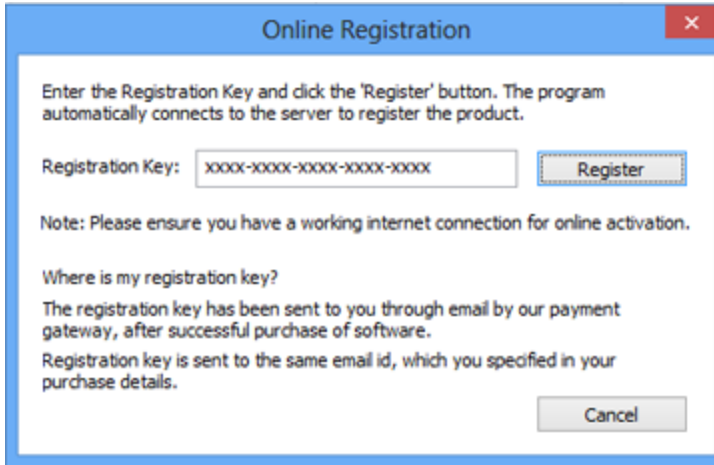 Online Registration
Enter the Registration Key and click the 'Register' button. The program
automatically connects to the server to register the product.
Registration Key: xxxx-xxxx-xxxx-xxxx-xxxx Register
Note: Please ensure you have a working internet connection for online activation.
Where is my registration key?
The registration key has been sent to you through email by our payment
gateway, after successful purchase of software.
Registration key is sent to the same email id, which you specified in your
purchase details.
Cancel